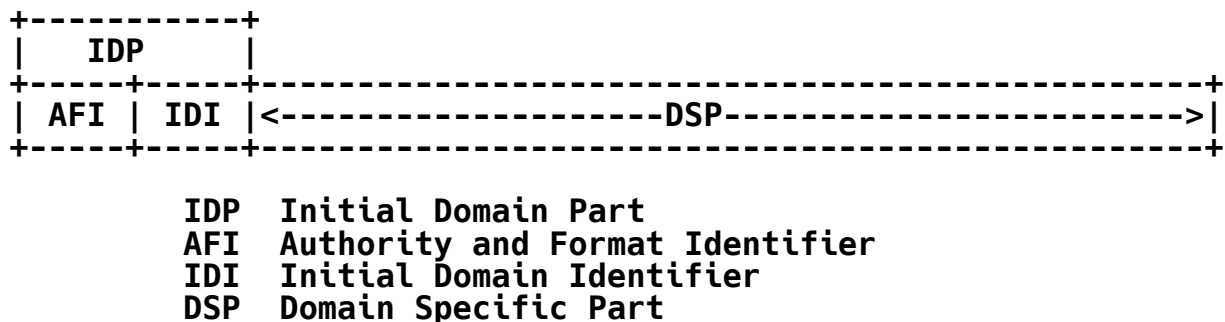 +-----------+
|    IDP     |
+-----+-----+-------------------------------------------------+
| AFI | IDI |<--------------------DSP------------------------>|
+-----+-----+-------------------------------------------------+
IDP  Initial Domain Part
AFI  Authority and Format Identifier
IDI  Initial Domain Identifier
DSP  Domain Specific Part